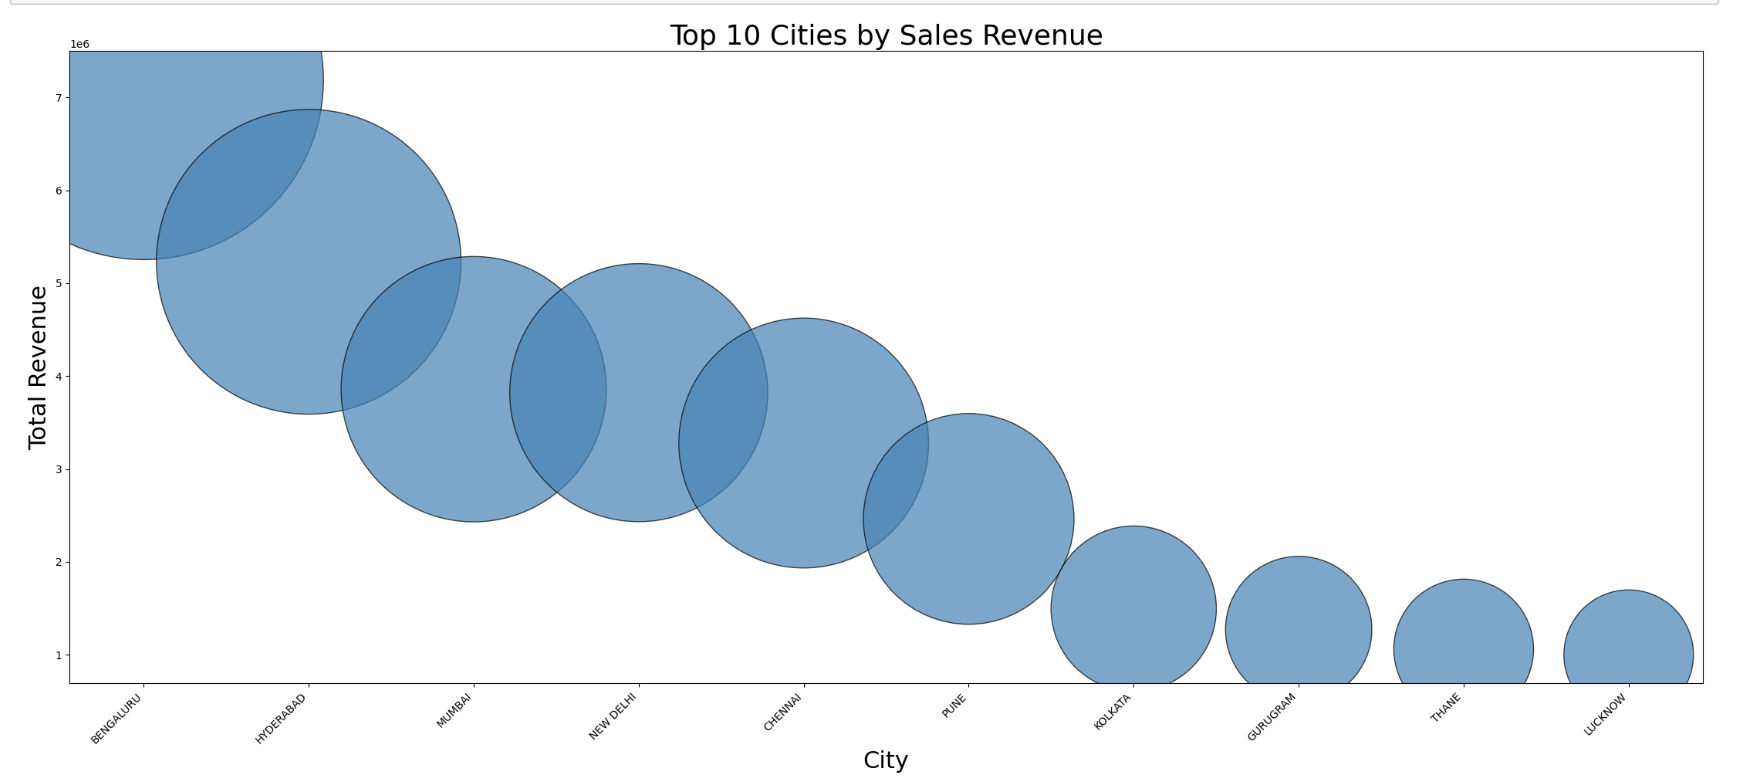 Top 10 Cities by Sales Revenue
1e6
7
6
5
4
3
2
1
Total Revenue
BENGALURU
HYDERABAD
MUMBAI
NEW DELHI
CHENNAI
PUNE
KOLKATA
GURUGRAM
THANE
LUCKNOW
City